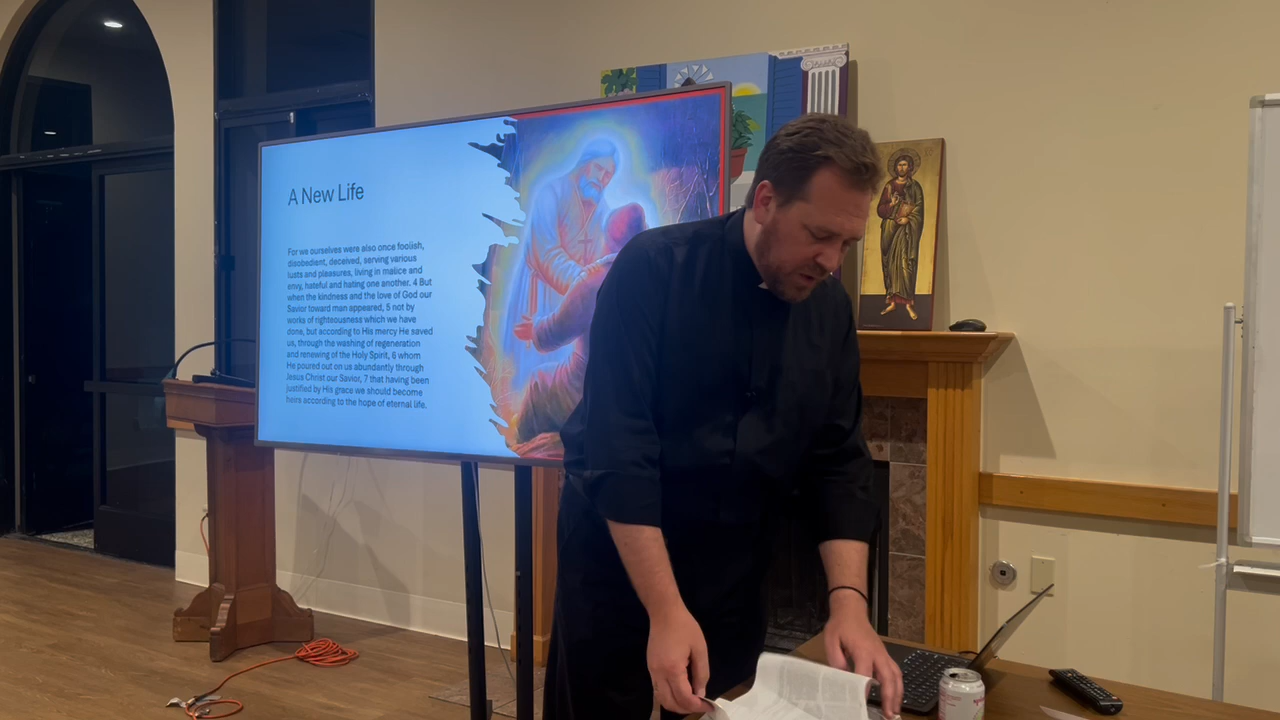 A New Life
For we ourselves were also once foolish,
disobedient, deceived, serving various
lusts and pleasures, living in malice and
envy, hateful and hating one another. 4 But
when the kindness and the love of God our
Savior toward man appeared, 5 not by
works of righteousness which we have
done, but according to His mercy He saved
us, through the washing of regeneration
and renewing of the Holy Spirit, 6 whom
He poured out on us abundantly through
Jesus Christ our Savior, 7 that having been
justified by His grace we should become
heirs according to the hope of eternal life.